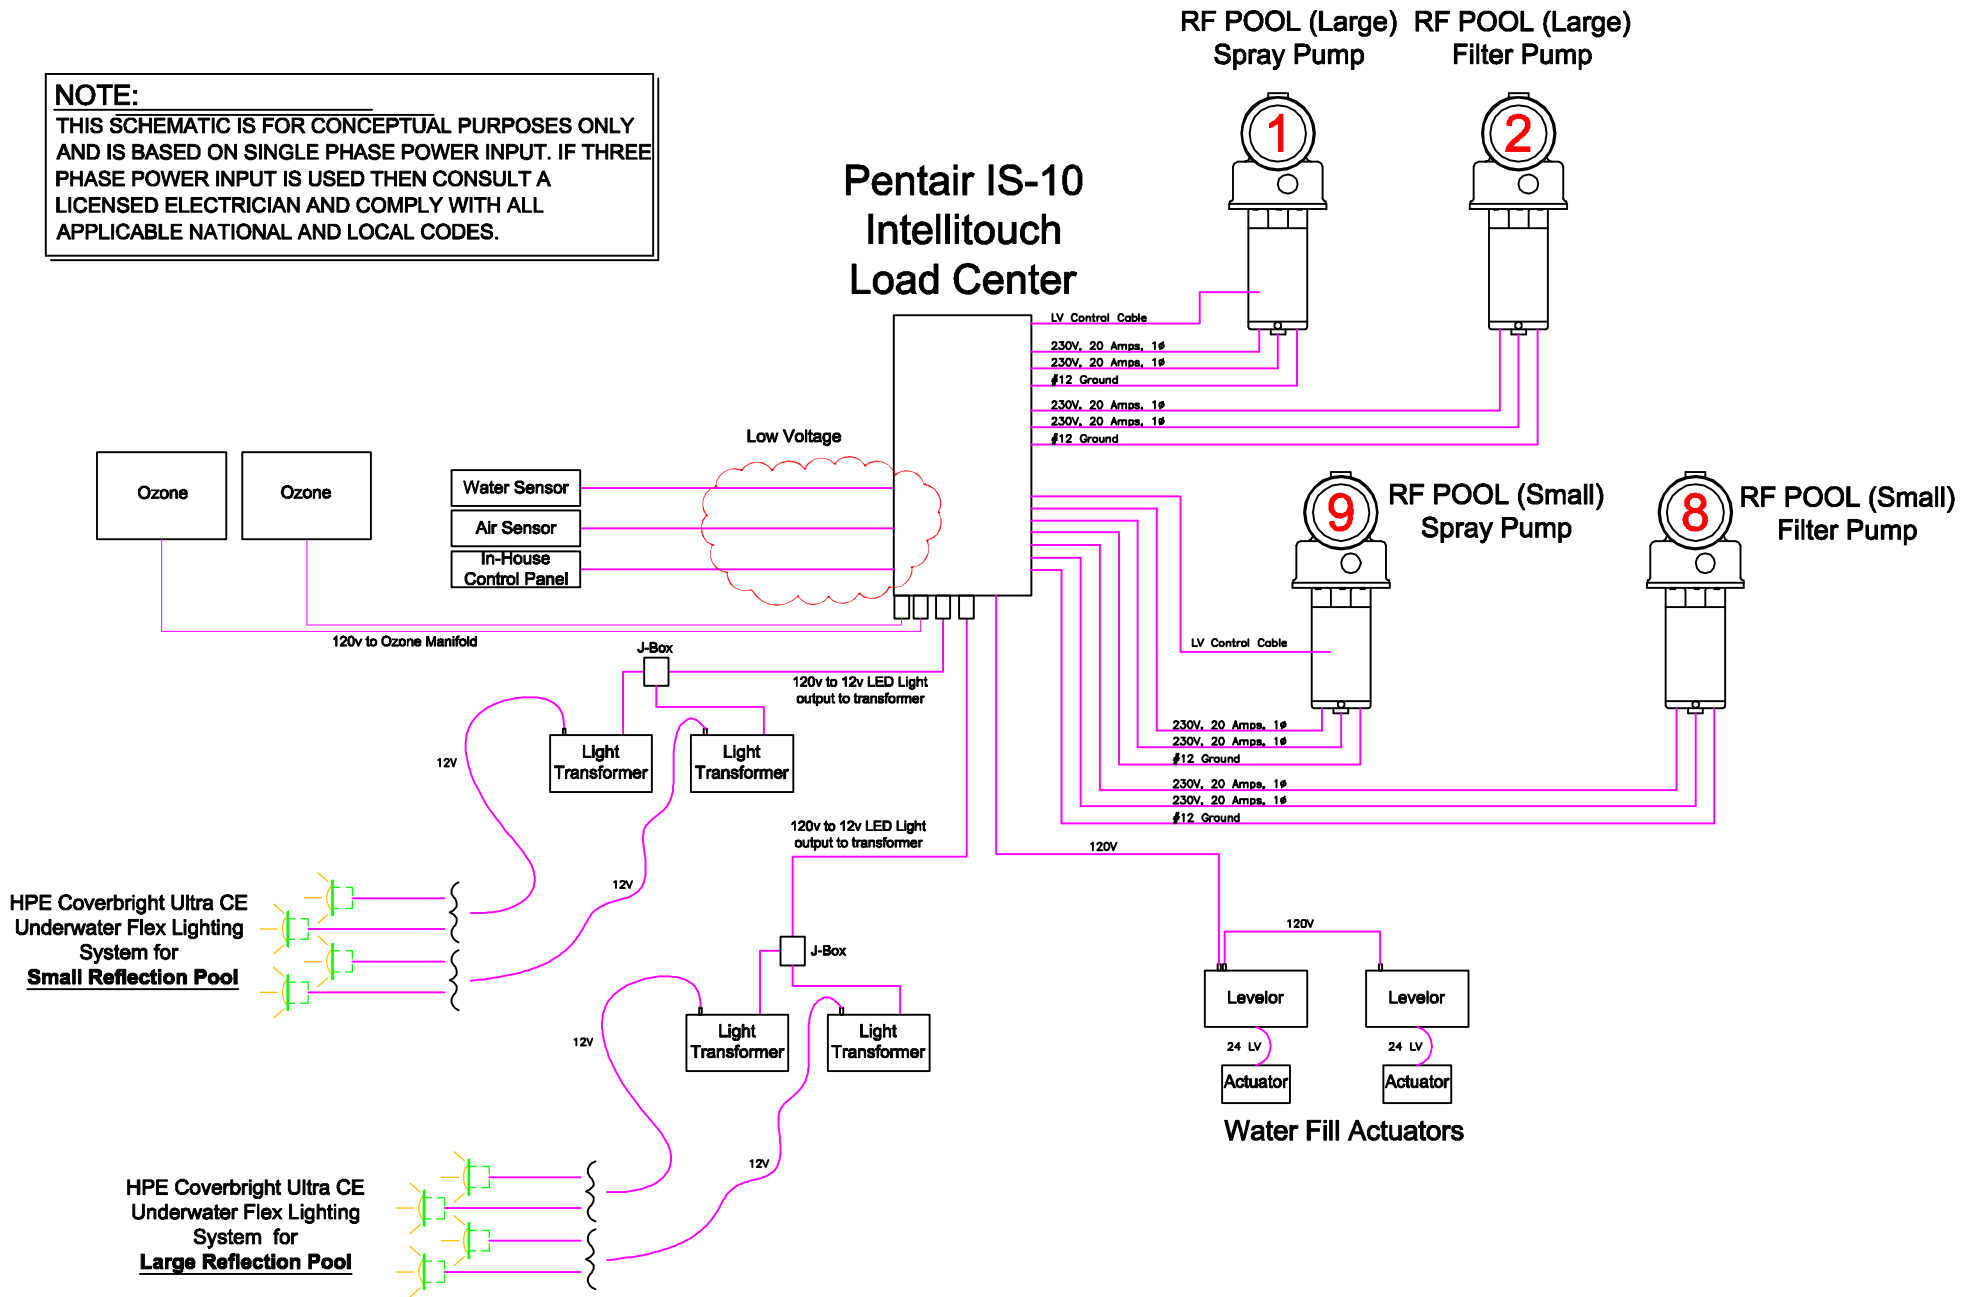 RF POOL (Large)
Spray Pump
RF POOL (Large)
Filter Pump
1
2
NOTE:
THIS SCHEMATIC IS FOR CONCEPTUAL PURPOSES ONLY
AND IS BASED ON SINGLE PHASE POWER INPUT. IF THREE
PHASE POWER INPUT IS USED THEN CONSULT A
LICENSED ELECTRICIAN AND COMPLY WITH ALL
APPLICABLE NATIONAL AND LOCAL CODES.
Pentair IS-10
Intellitouch
Load Center
LV Control Cable
230V, 20 Amps, 1ø
230V, 20 Amps, 1ø
#12 Ground
230V, 20 Amps, 1ø
230V, 20 Amps, 1ø
#12 Ground
Low Voltage
Ozone
Ozone
Water Sensor
Air Sensor
In-House
Control Panel
9
RF POOL (Small)
Spray Pump
8
RF POOL (Small)
Filter Pump
120v to Ozone Manifold
J-Box
120v to 12v LED Light
output to transformer
LV Control Cable
Light
Transformer
Light
Transformer
12V
230V, 20 Amps, 1ø
230V, 20 Amps, 1ø
#12 Ground
230V, 20 Amps, 1ø
230V, 20 Amps, 1ø
#12 Ground
120v to 12v LED Light
output to transformer
120V
12V
HPE Coverbright Ultra CE
Underwater Flex Lighting
System for
Small Reflection Pool
120V
J-Box
Levelor
Levelor
12V
Light
Transformer
Light
Transformer
24 LV
24 LV
Actuator
Actuator
Water Fill Actuators
12V
HPE Coverbright Ultra CE
Underwater Flex Lighting
System for
Large Reflection Pool